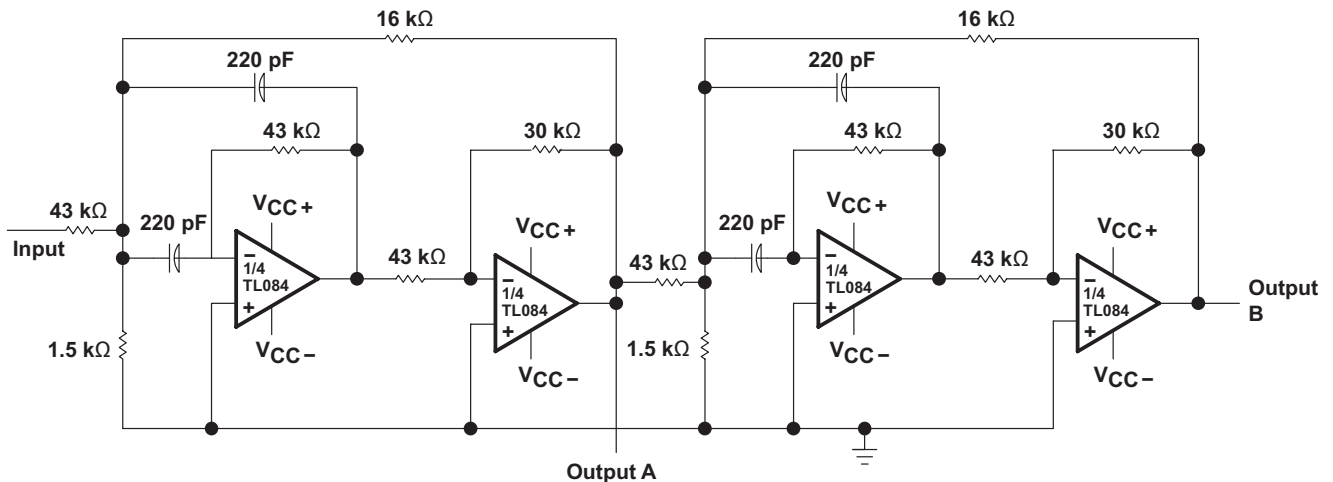 16 kΩ
16 kΩ
220 pF
220 pF
43 kΩ
30 kΩ
43 kΩ
30 kΩ
43 kΩ
Input
220 pF
VCC+
−
1/4
TL084
+
VCC−
1.5 kΩ
43 kΩ
VCC+
−
1/4
TL084
+
VCC−
43 kΩ
220 pF
VCC+
−
1/4
TL084
+
VCC−
1.5 kΩ
43 kΩ
VCC+
−
1/4
TL084
+
VCC−
Output
B
Output A